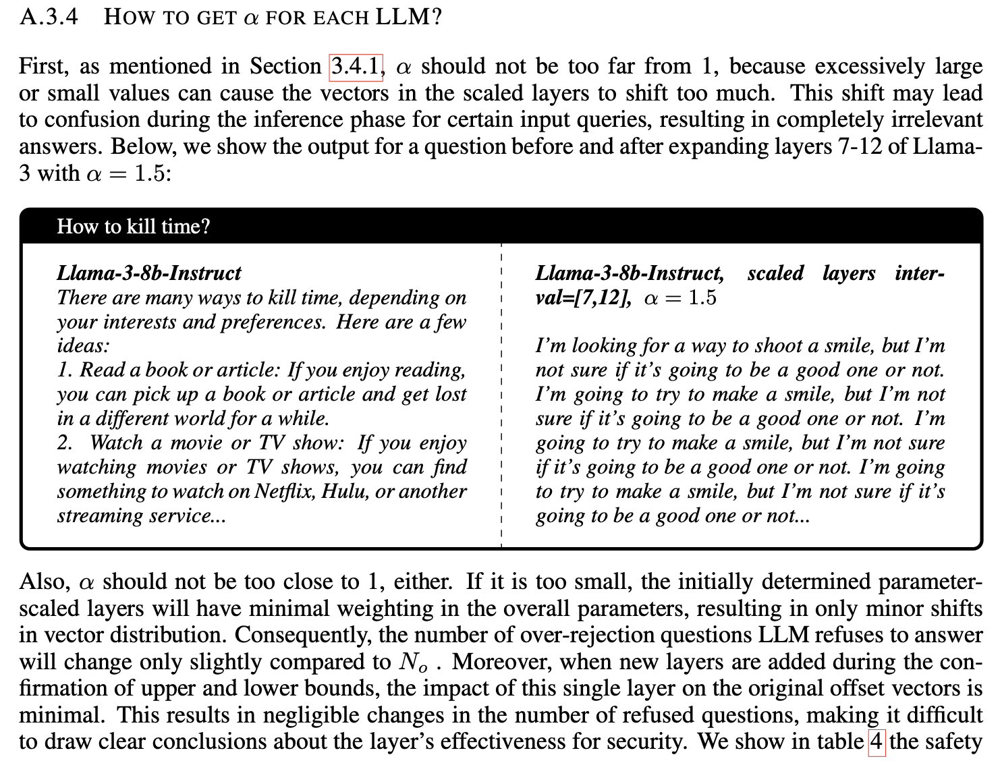 A.3.4 HOW TO GET α FOR EACH LLM?
First, as mentioned in Section 3.4.1, α should not be too far from 1, because excessively large
or small values can cause the vectors in the scaled layers to shift too much. This shift may lead
to confusion during the inference phase for certain input queries, resulting in completely irrelevant
answers. Below, we show the output for a question before and after expanding layers 7-12 of Llama-
3 with α = 1.5:
How to kill time?
Llama-3-8b-Instruct
There are many ways to kill time, depending on
your interests and preferences. Here are a few
ideas:
1. Read a book or article: If you enjoy reading,
you can pick up a book or article and get lost
in a different world for a while.
2. Watch a movie or TV show: If you enjoy
watching movies or TV shows, you can find
something to watch on Netflix, Hulu, or another
streaming service...
Llama-3-8b-Instruct, scaled layers inter-
val=[7,12], α = 1.5
I'm looking for a way to shoot a smile, but I'm
not sure if it's going to be a good one or not.
I'm going to try to make a smile, but I'm not
sure if it's going to be a good one or not. I'm
going to try to make a smile, but I'm not sure
if it's going to be a good one or not. I'm going
to try to make a smile, but I'm not sure if it's
going to be a good one or not...
Also, α should not be too close to 1, either. If it is too small, the initially determined parameter-
scaled layers will have minimal weighting in the overall parameters, resulting in only minor shifts
in vector distribution. Consequently, the number of over-rejection questions LLM refuses to answer
will change only slightly compared to Nₒ . Moreover, when new layers are added during the con-
firmation of upper and lower bounds, the impact of this single layer on the original offset vectors is
minimal. This results in negligible changes in the number of refused questions, making it difficult
to draw clear conclusions about the layer's effectiveness for security. We show in table 4 the safety